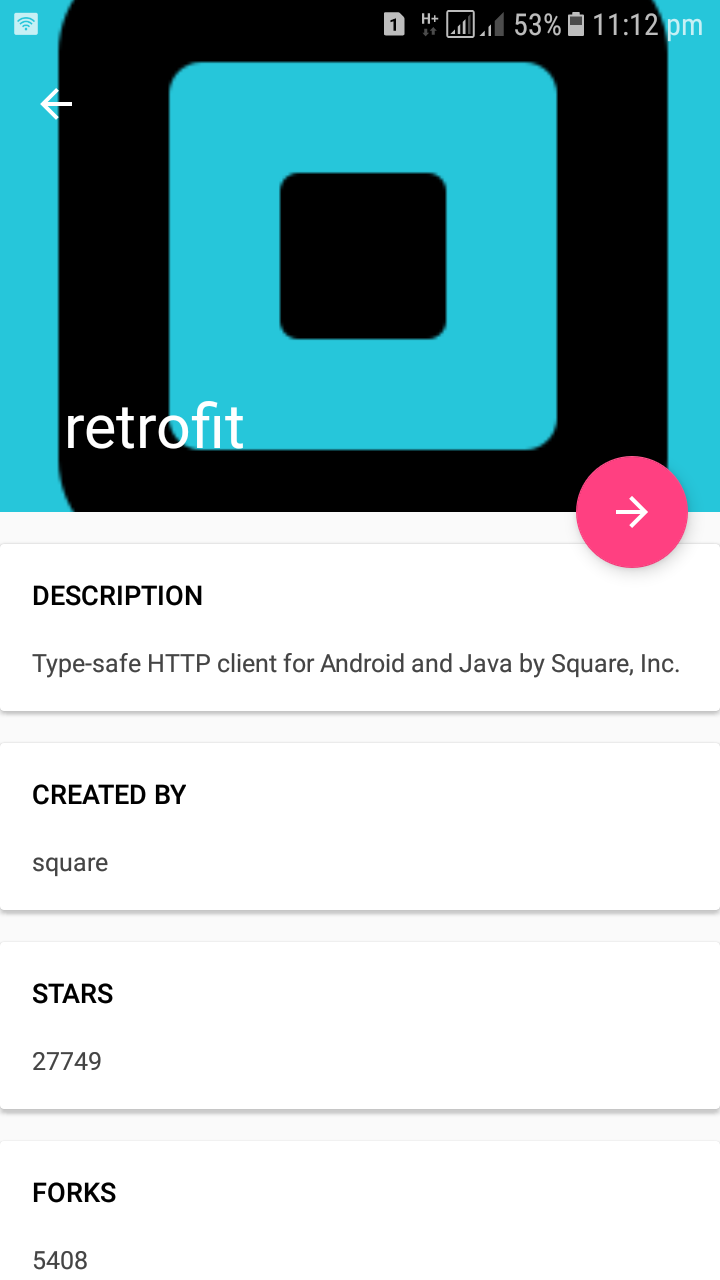 1 H+ 53% 11:12 pm
retrofit
DESCRIPTION
Type-safe HTTP client for Android and Java by Square, Inc.
CREATED BY
square
STARS
27749
FORKS
5408